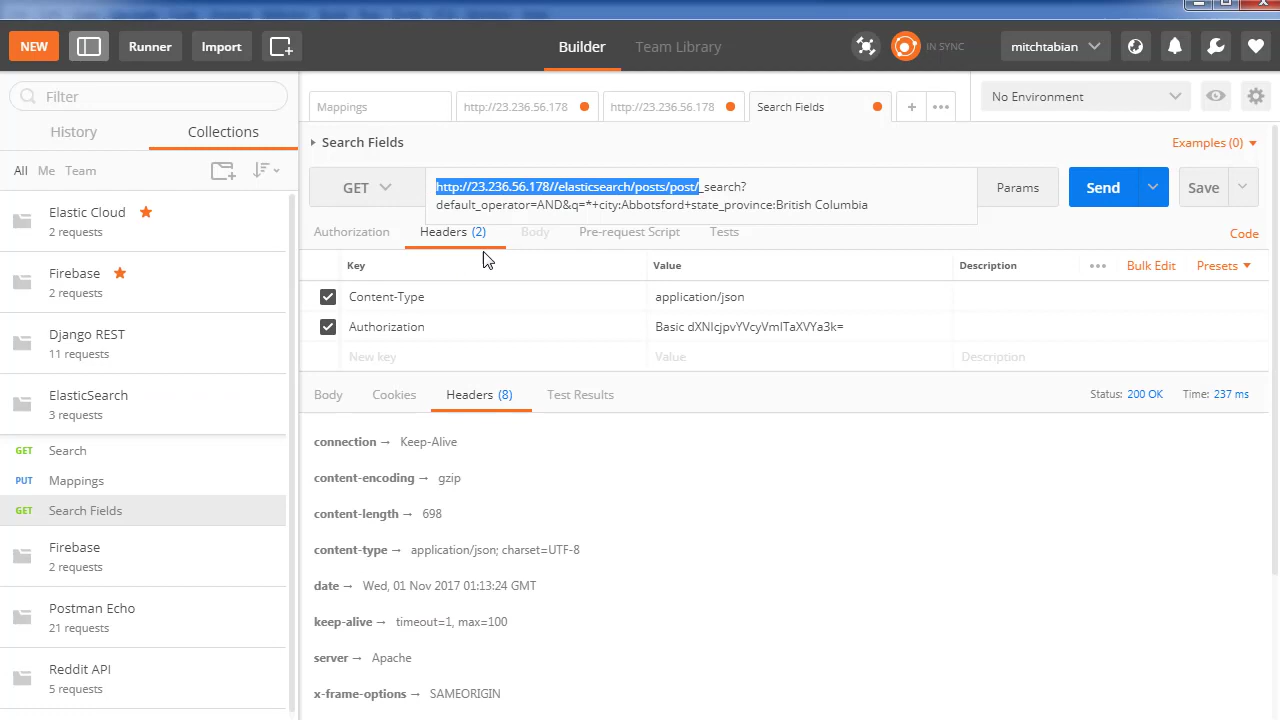 NEW
Runner
Import
Builder
Team Library
IN SYNC
mitchtabian
Filter
History
Collections
All Me Team
Elastic Cloud
2 requests
Firebase
2 requests
Django REST
11 requests
ElasticSearch
3 requests
GET Search
PUT Mappings
GET Search Fields
Firebase
2 requests
Postman Echo
21 requests
Reddit API
5 requests
Mappings
http://23.236.56.178
http://23.236.56.178
Search Fields
+
•••
No Environment
Search Fields
Examples (0)
GET
http://23.236.56.178//elasticsearch/posts/post/_search?
default_operator=AND&q=*+city:Abbotsford+state_province:British Columbia
Params
Send
Save
Authorization
Headers (2)
Body
Pre-request Script
Tests
Code
Key Value Description ••• Bulk Edit Presets
Content-Type application/json
Authorization
New key Value Description
Body Cookies Headers (8) Test Results Status: 200 OK Time: 237 ms
connection → Keep-Alive
content-encoding → gzip
content-length → 698
content-type → application/json; charset=UTF-8
date → Wed, 01 Nov 2017 01:13:24 GMT
keep-alive → timeout=1, max=100
server → Apache
x-frame-options → SAMEORIGIN